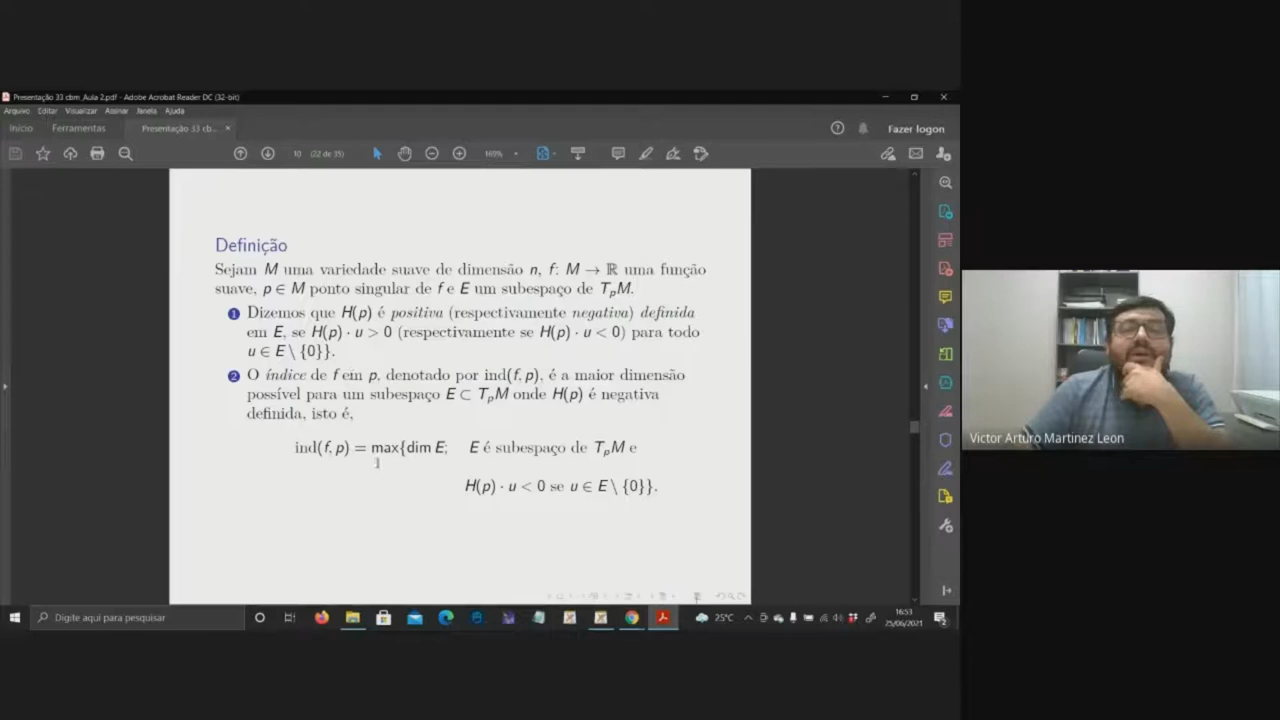 Presentação 33 cbm_Aula 2.pdf - Adobe Acrobat Reader DC (32-bit)
Arquivo Editar Visualizar Assinar Janela Ajuda
Início Ferramentas Presentação 33 cb... × Fazer logon
10 (22 de 35) 169%
Definição
Sejam M uma variedade suave de dimensão n, f: M → ℝ uma função
suave, p ∈ M ponto singular de f e E um subespaço de TₚM.
1 Dizemos que H(p) é positiva (respectivamente negativa) definida
em E, se H(p) · u > 0 (respectivamente se H(p) · u < 0) para todo
u ∈ E \ {0}}.
2 O índice de f em p, denotado por ind(f, p), é a maior dimensão
possível para um subespaço E ⊂ TₚM onde H(p) é negativa
definida, isto é,
ind(f, p) = max{dim E; E é subespaço de TₚM e
H(p) · u < 0 se u ∈ E \ {0}}.
Victor Arturo Martinez Leon
Digite aqui para pesquisar
25°C
16:53
25/06/2021